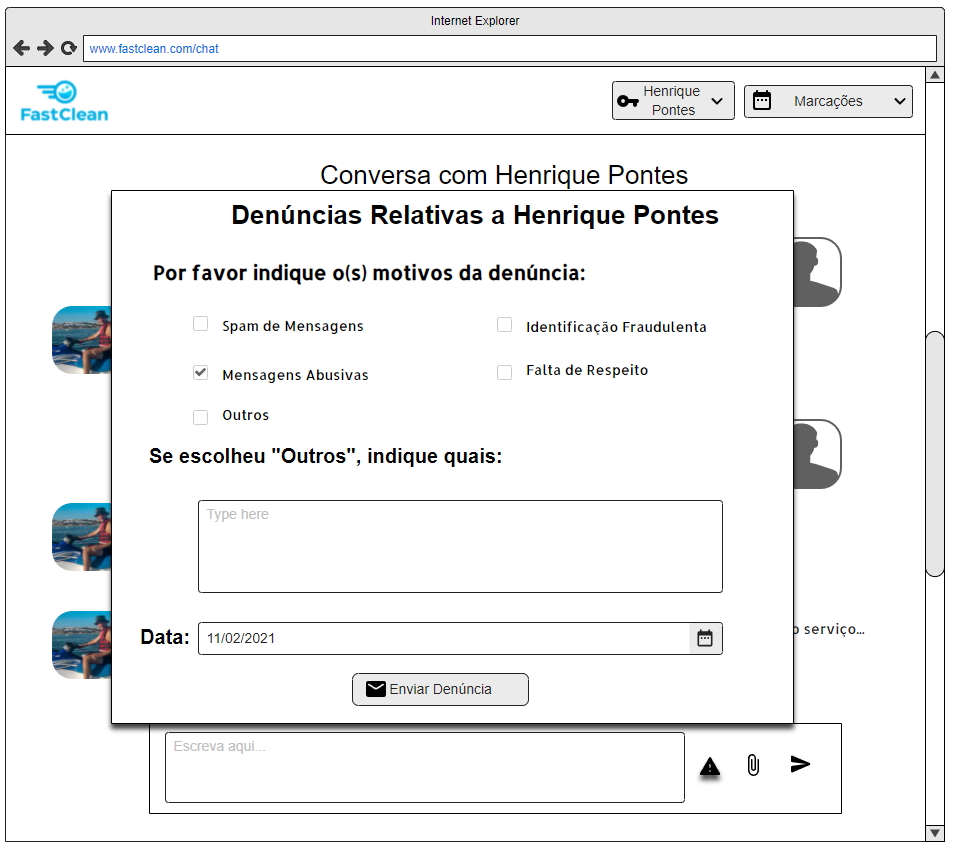 Internet Explorer
www.fastclean.com/chat
FastClean
Henrique
Pontes
Marcações
Conversa com Henrique Pontes
Denúncias Relativas a Henrique Pontes
Por favor indique o(s) motivos da denúncia:
Spam de Mensagens
Identificação Fraudulenta
Mensagens Abusivas
Falta de Respeito
Outros
Se escolheu "Outros", indique quais:
Type here
Data: 11/02/2021
o serviço...
Enviar Denúncia
Escreva aqui...